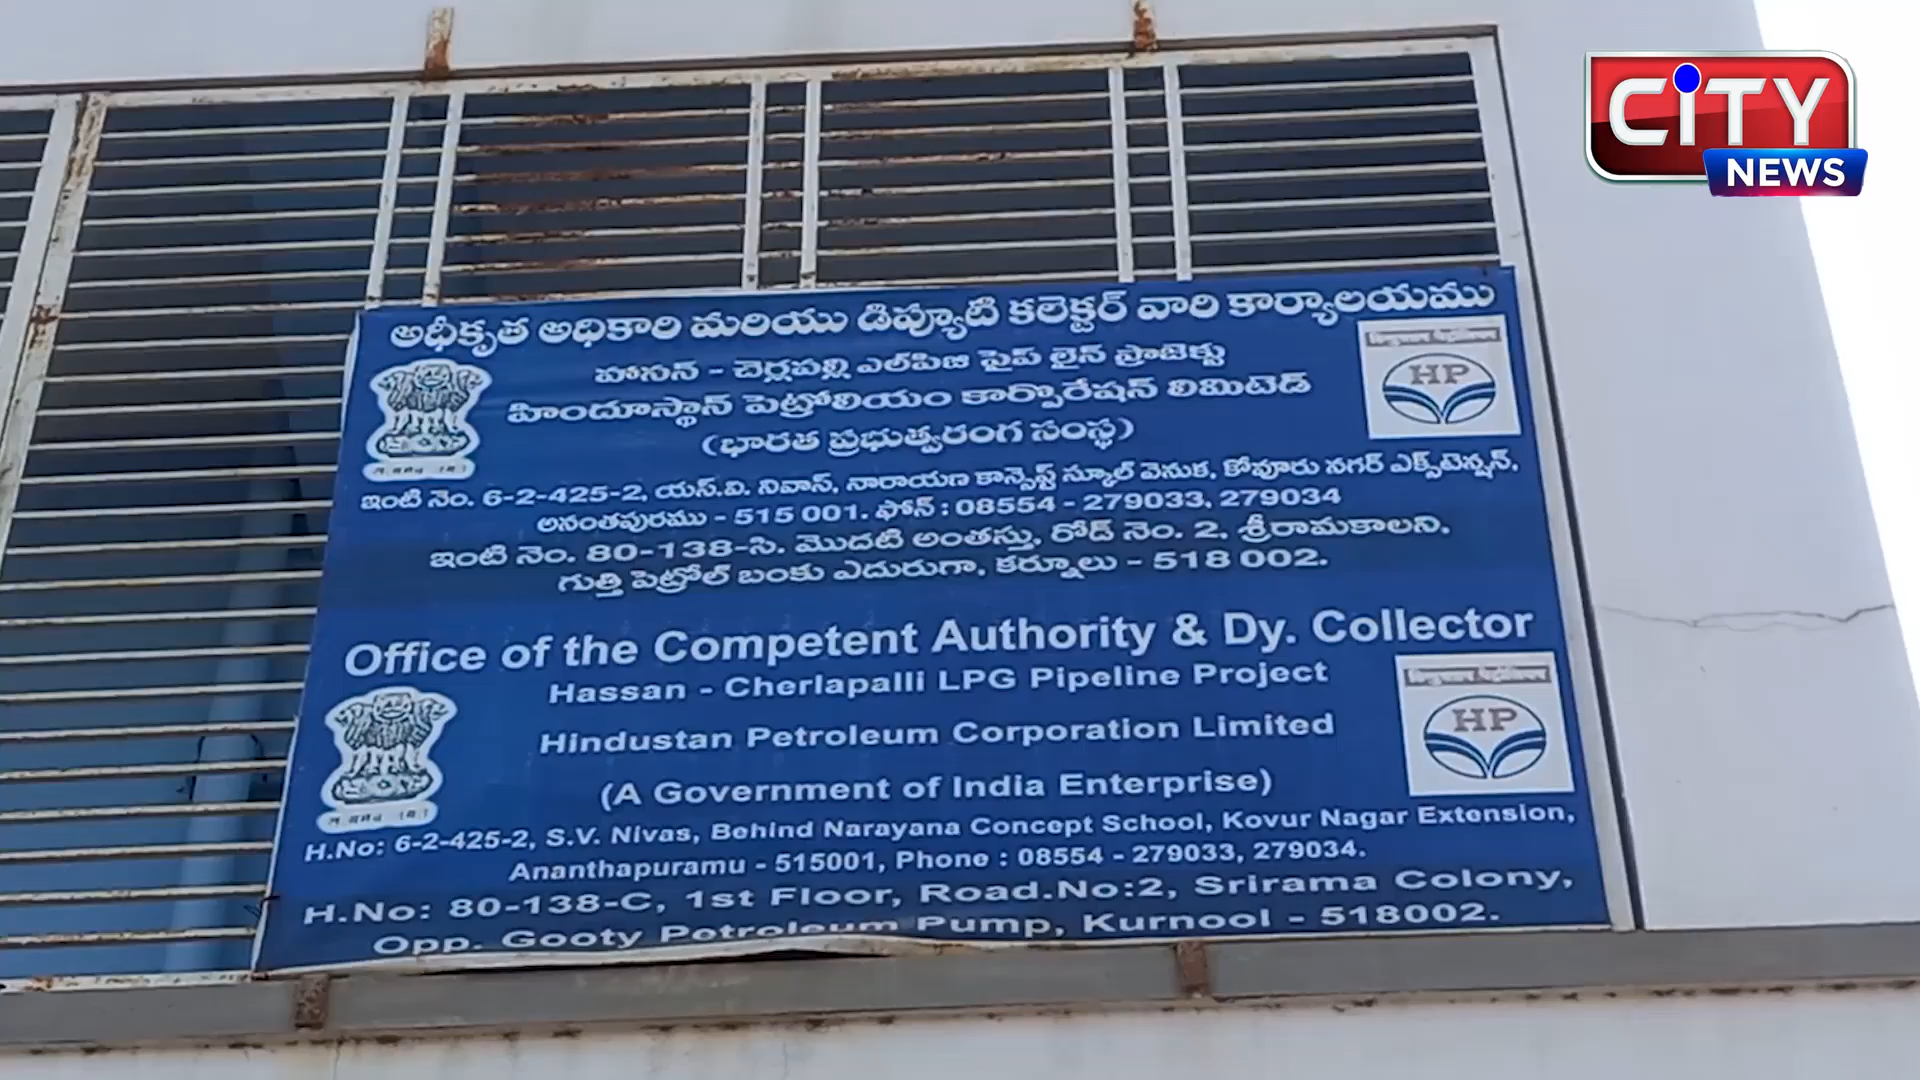 CiTY
NEWS
అధీకృత అధికారి మరియు డిప్యూటి కలెక్టర్ వారి కార్యాలయము
హాసన్ - చెర్లపల్లి ఎల్‌పిజి పైప్ లైన్ ప్రాజెక్టు
హిందూస్థాన్ పెట్రోలియం కార్పొరేషన్ లిమిటెడ్
(భారత ప్రభుత్వరంగ సంస్థ)
HP
ఇంటి నెం. 6-2-425-2, యస్.వి. నివాస్, నారాయణ కాన్సెప్ట్ స్కూల్ వెనుక, కోవూరు నగర్ ఎక్స్‌టెన్షన్,
అనంతపురము - 515 001. ఫోన్ : 08554 - 279033, 279034
ఇంటి నెం. 80-138-సి. మొదటి అంతస్తు, రోడ్ నెం. 2, శ్రీరామకాలని,
గుత్తి పెట్రోల్ బంకు ఎదురుగా, కర్నూలు - 518 002.
Office of the Competent Authority & Dy. Collector
Hassan - Cherlapalli LPG Pipeline Project
Hindustan Petroleum Corporation Limited
(A Government of India Enterprise)
HP
H.No: 6-2-425-2, S.V. Nivas, Behind Narayana Concept School, Kovur Nagar Extension,
Ananthapuramu - 515001, Phone : 08554 - 279033, 279034.
H.No: 80-138-C, 1st Floor, Road.No:2, Srirama Colony,
Opp. Gooty Petroleum Pump, Kurnool - 518002.